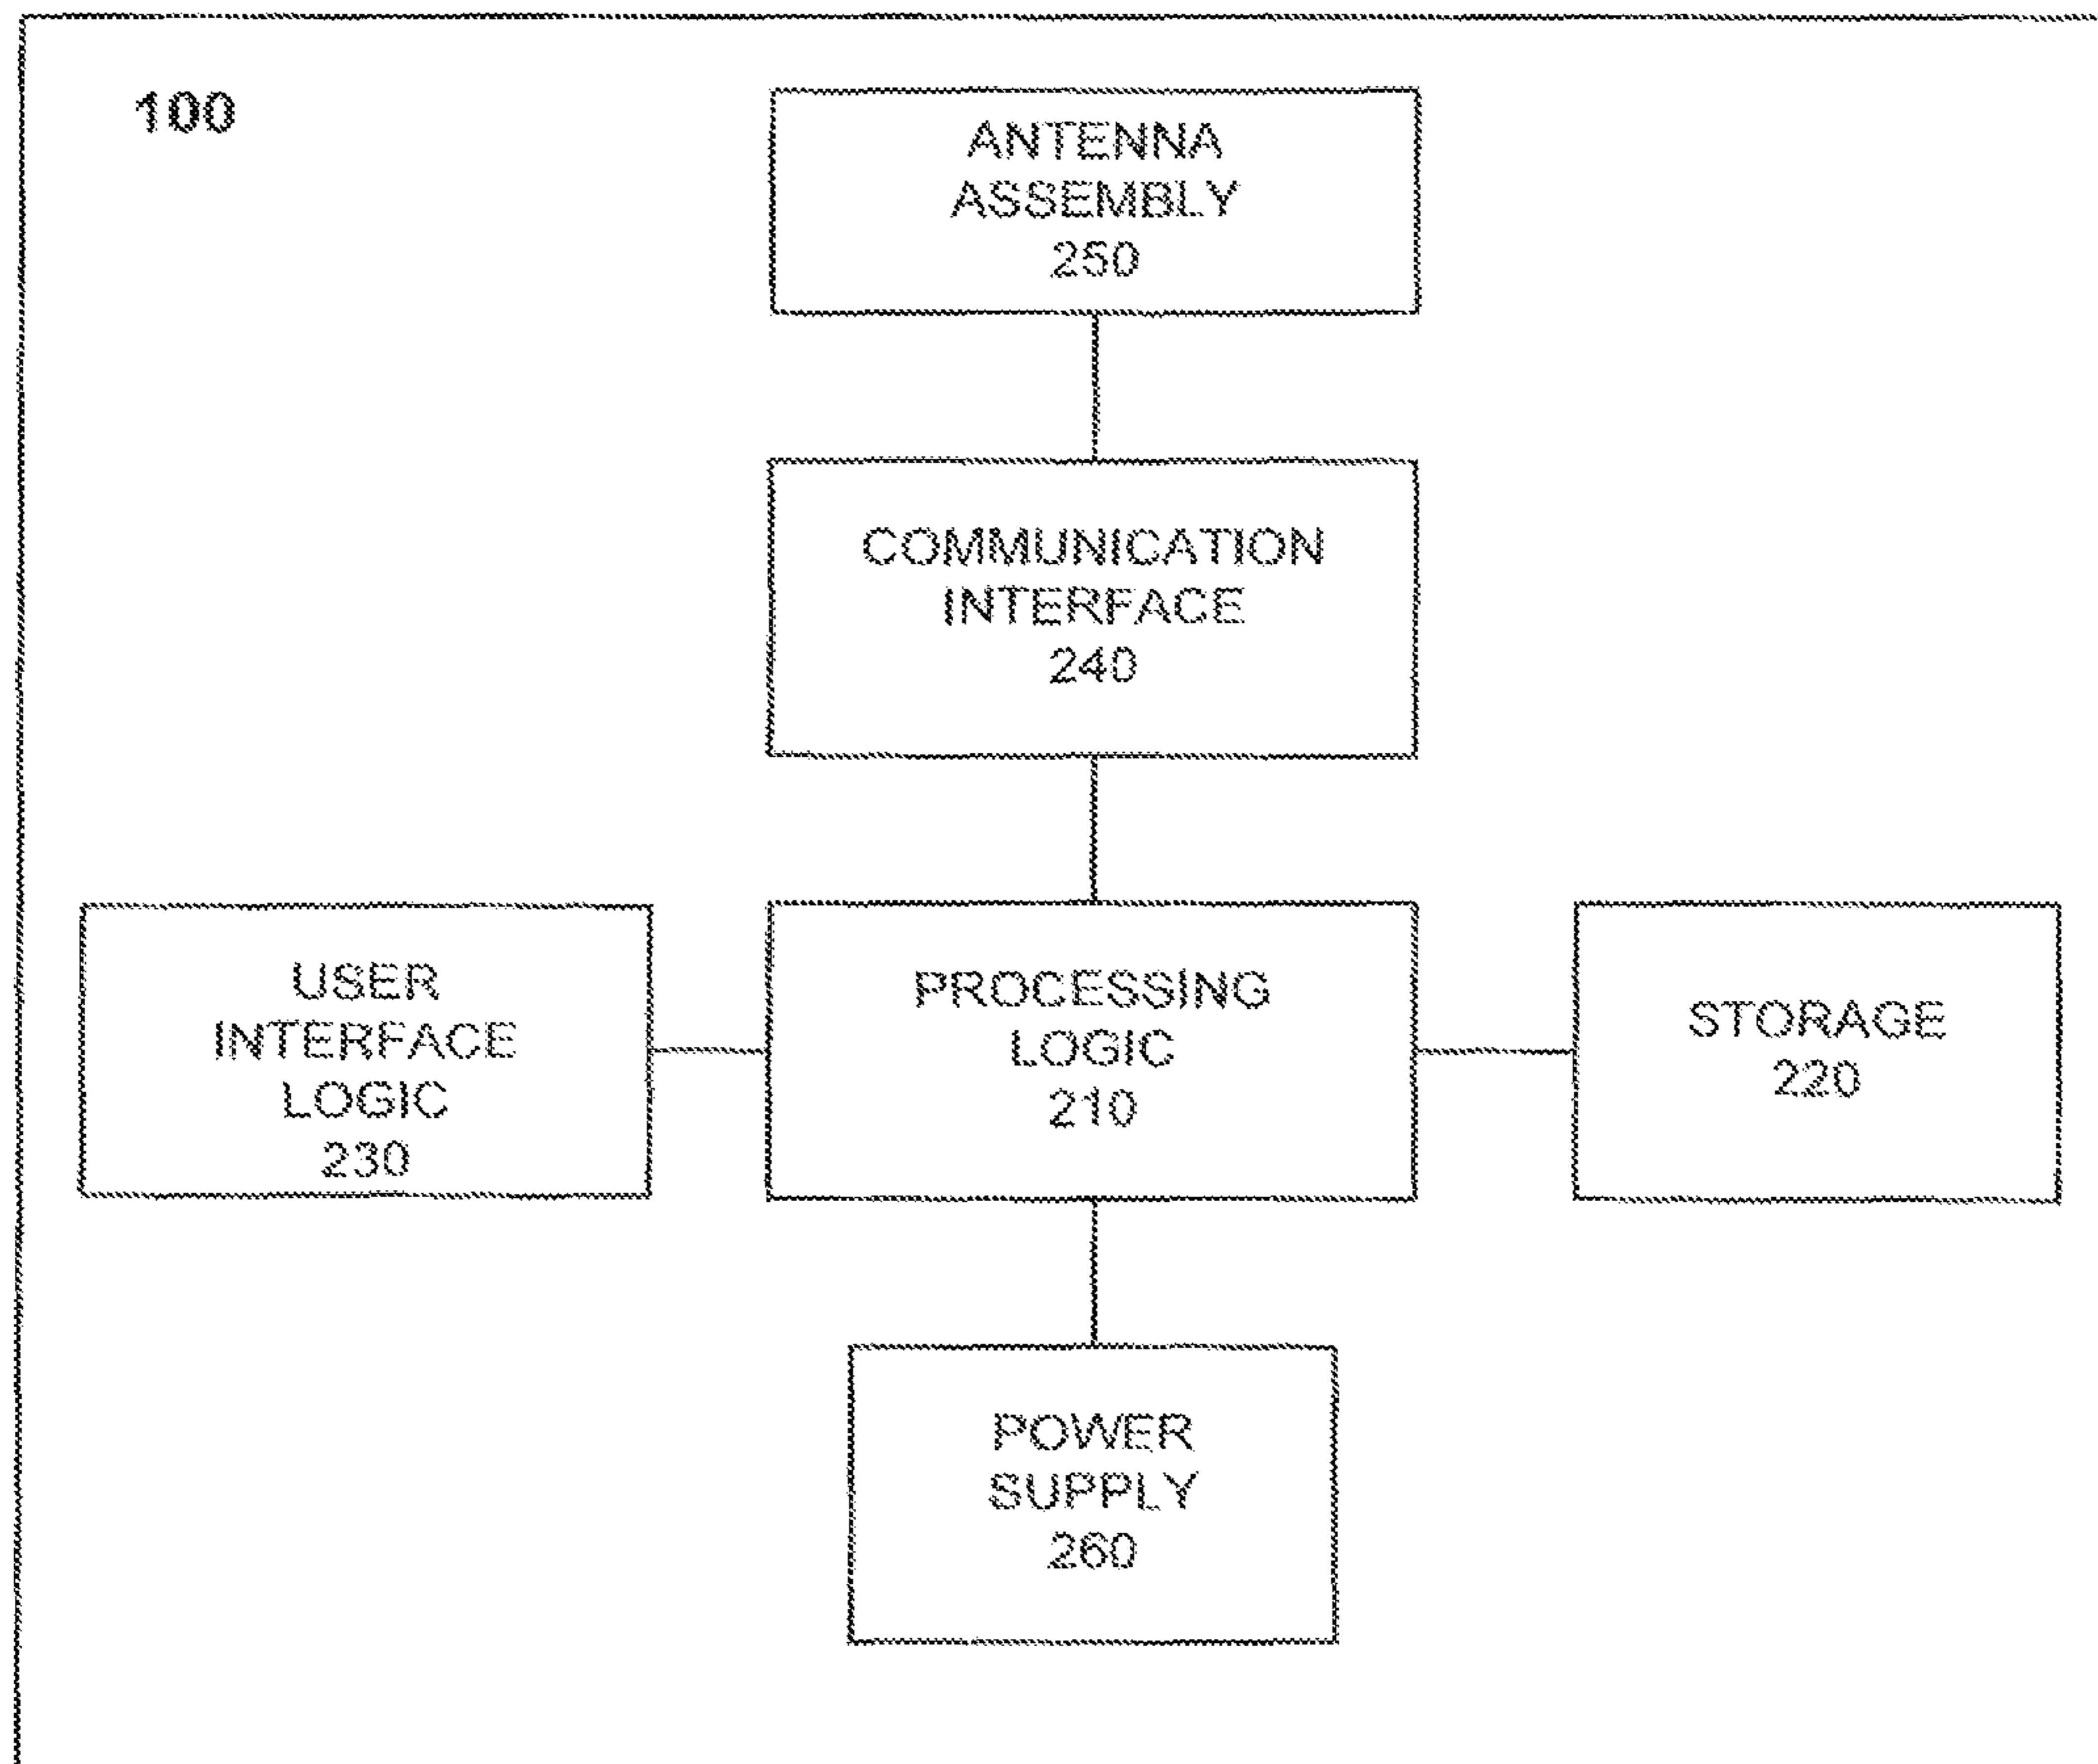 100
ANTENNA
ASSEMBLY
250
COMMUNICATION
INTERFACE
240
USER
INTERFACE
LOGIC
230
PROCESSING
LOGIC
210
STORAGE
220
POWER
SUPPLY
260